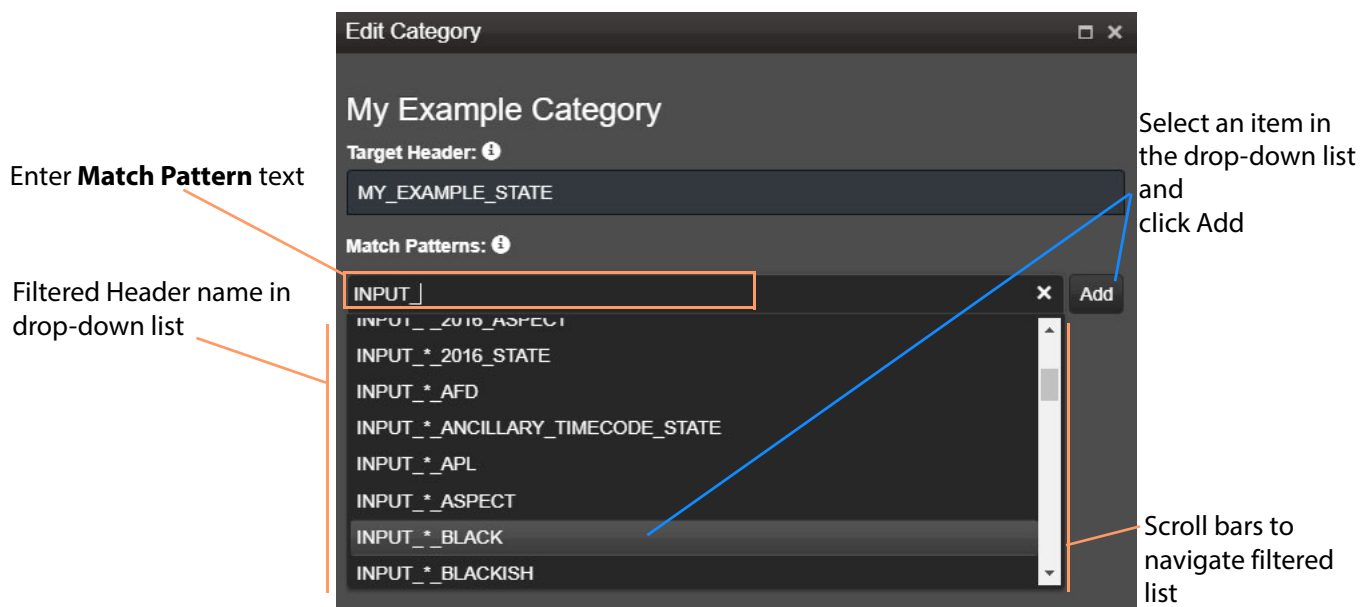 Edit Category
My Example Category
Target Header:
MY_EXAMPLE_STATE
Match Patterns:
INPUT_
Add
INPUT_*_2016_ASPECT
INPUT_*_2016_STATE
INPUT_*_AFD
INPUT_*_ANCILLARY_TIMECODE_STATE
INPUT_*_APL
INPUT_*_ASPECT
INPUT_*_BLACK
INPUT_*_BLACKISH
Enter Match Pattern text
Filtered Header name in
drop-down list
Select an item in
the drop-down list
and
click Add
Scroll bars to
navigate filtered
list